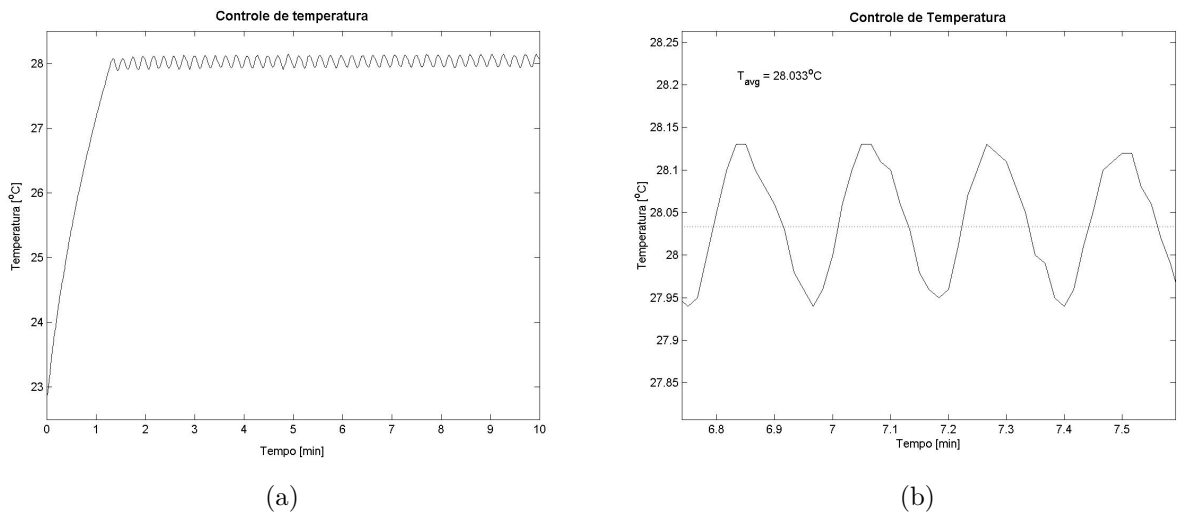 Controle de temperatura
28
27
26
25
24
23
Temperatura [°C]
0 1 2 3 4 5 6 7 8 9 10
Tempo [min]
(a)
Controle de Temperatura
T_avg = 28.033°C
28.25
28.2
28.15
28.1
28.05
28
27.95
27.9
27.85
Temperatura [°C]
6.8 6.9 7 7.1 7.2 7.3 7.4 7.5
Tempo [min]
(b)